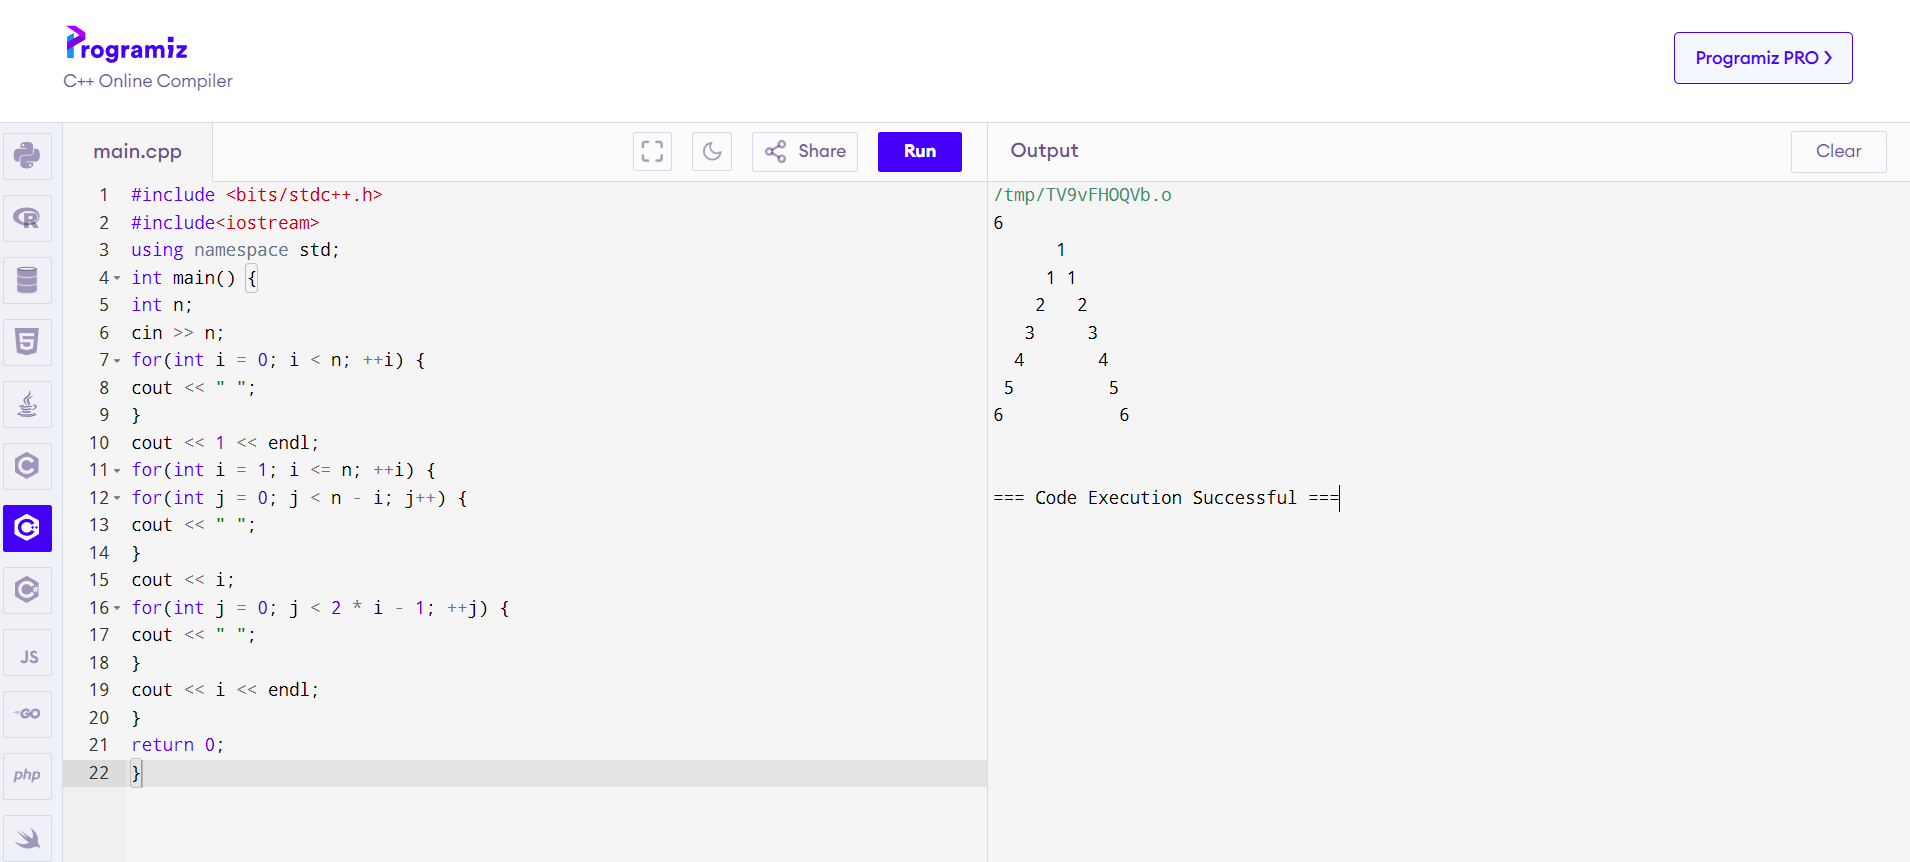 Programiz
C++ Online Compiler
Programiz PRO
main.cpp
Share
Run
Output
Clear
1 #include <bits/stdc++.h>
2 #include<iostream>
3 using namespace std;
4 int main() {
5 int n;
6 cin >> n;
7 for(int i = 0; i < n; ++i) {
8 cout << " ";
9 }
10 cout << 1 << endl;
11 for(int i = 1; i <= n; ++i) {
12 for(int j = 0; j < n - i; j++) {
13 cout << " ";
14 }
15 cout << i;
16 for(int j = 0; j < 2 * i - 1; ++j) {
17 cout << " ";
18 }
19 cout << i << endl;
20 }
21 return 0;
22 }
/tmp/TV9vFHOQVb.o
6
      1
     1 1
    2   2
   3     3
  4       4
 5         5
6           6
=== Code Execution Successful ===
R
5
C
C++
C#
JS
GO
php